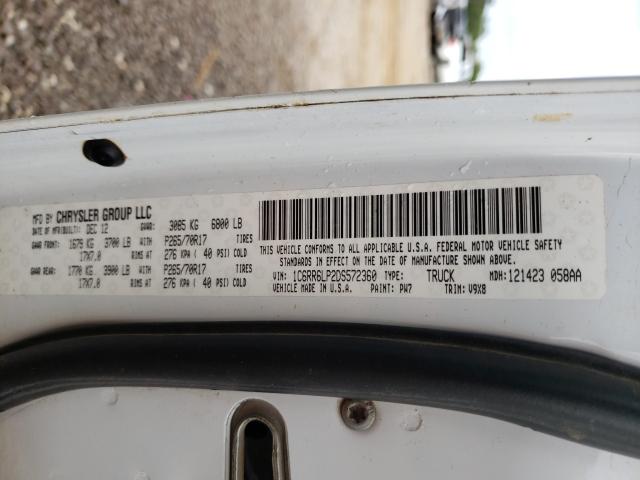 MFD BY CHRYSLER GROUP LLC
DATE OF MFR/BUILT: DEC 12 GVWR: 3085 KG 6800 LB
GAWR FRONT: 1679 KG 3700 LB WITH P265/70R17 TIRES
17X7.0 RIMS AT 276 KPA ( 40 PSI) COLD
GAWR REAR: 1770 KG 3900 LB WITH P265/70R17 TIRES
17X7.0 RIMS AT 276 KPA ( 40 PSI) COLD
THIS VEHICLE CONFORMS TO ALL APPLICABLE U.S.A. FEDERAL MOTOR VEHICLE SAFETY
STANDARDS IN EFFECT ON THE DATE OF MANUFACTURE SHOWN ABOVE.
VIN: 1C6RR6LP2DS572360 TYPE: TRUCK MDH: 121423 058AA
VEHICLE MADE IN U.S.A. PAINT: PW7 TRIM: V9X8